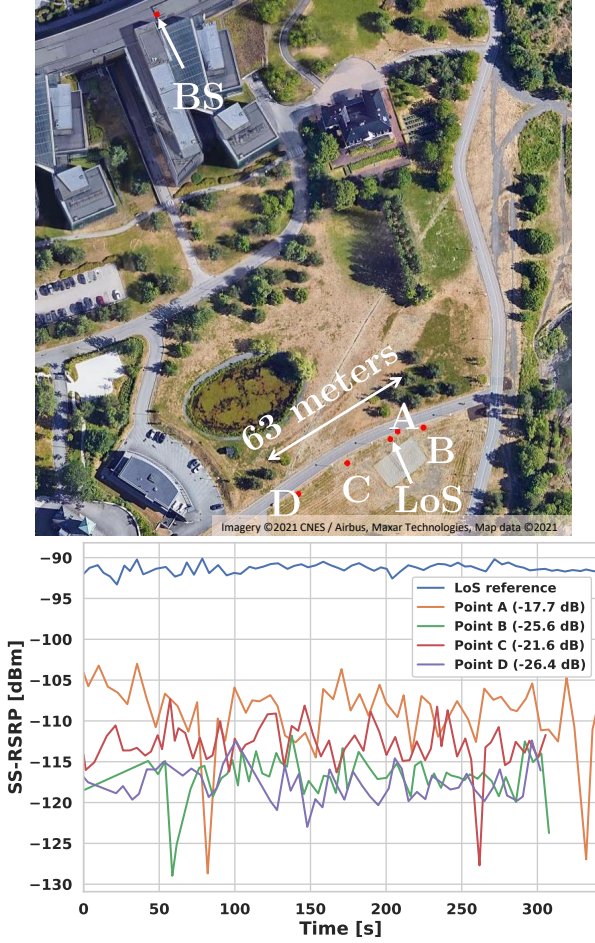 BS
63 meters
A
B
C
D
LoS
Imagery ©2021 CNES / Airbus, Maxar Technologies, Map data ©2021
−90
−95
−100
−105
−110
−115
−120
−125
−130
SS-RSRP [dBm]
LoS reference
Point A (-17.7 dB)
Point B (-25.6 dB)
Point C (-21.6 dB)
Point D (-26.4 dB)
0 50 100 150 200 250 300
Time [s]